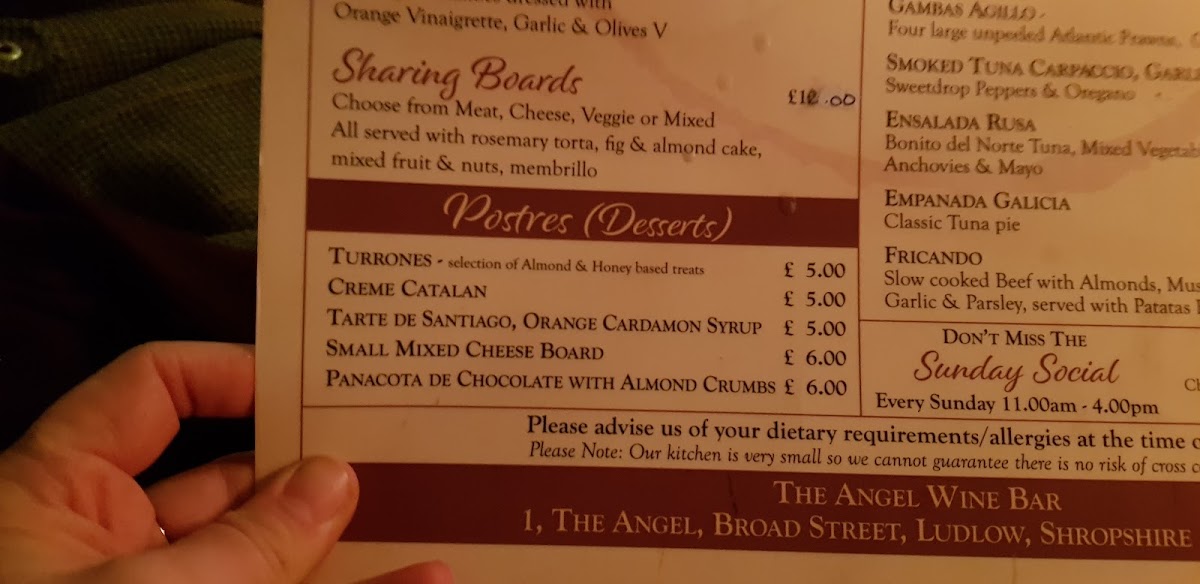 dressed with
Orange Vinaigrette, Garlic & Olives V
Sharing Boards
£12.00
Choose from Meat, Cheese, Veggie or Mixed
All served with rosemary torta, fig & almond cake,
mixed fruit & nuts, membrillo
Postres (Desserts)
TURRONES - selection of Almond & Honey based treats £ 5.00
CREME CATALAN £ 5.00
TARTE DE SANTIAGO, ORANGE CARDAMON SYRUP £ 5.00
SMALL MIXED CHEESE BOARD £ 6.00
PANACOTA DE CHOCOLATE WITH ALMOND CRUMBS £ 6.00
GAMBAS AGILLO
Four large unpeeled Atlantic Prawns,
SMOKED TUNA CARPACCIO,
Sweetdrop Peppers & Oregano
ENSALADA RUSA
Bonito del Norte Tuna, Mixed
Anchovies & Mayo
EMPANADA GALICIA
Classic Tuna pie
FRICANDO
Slow cooked Beef with Almonds,
Garlic & Parsley, served with Patatas
DON'T MISS THE
Sunday Social
Every Sunday 11.00am - 4.00pm
Please advise us of your dietary requirements/allergies at the time
Please Note: Our kitchen is very small so we cannot guarantee there is no risk of cross
THE ANGEL WINE BAR
1, THE ANGEL, BROAD STREET, LUDLOW, SHROPSHIRE